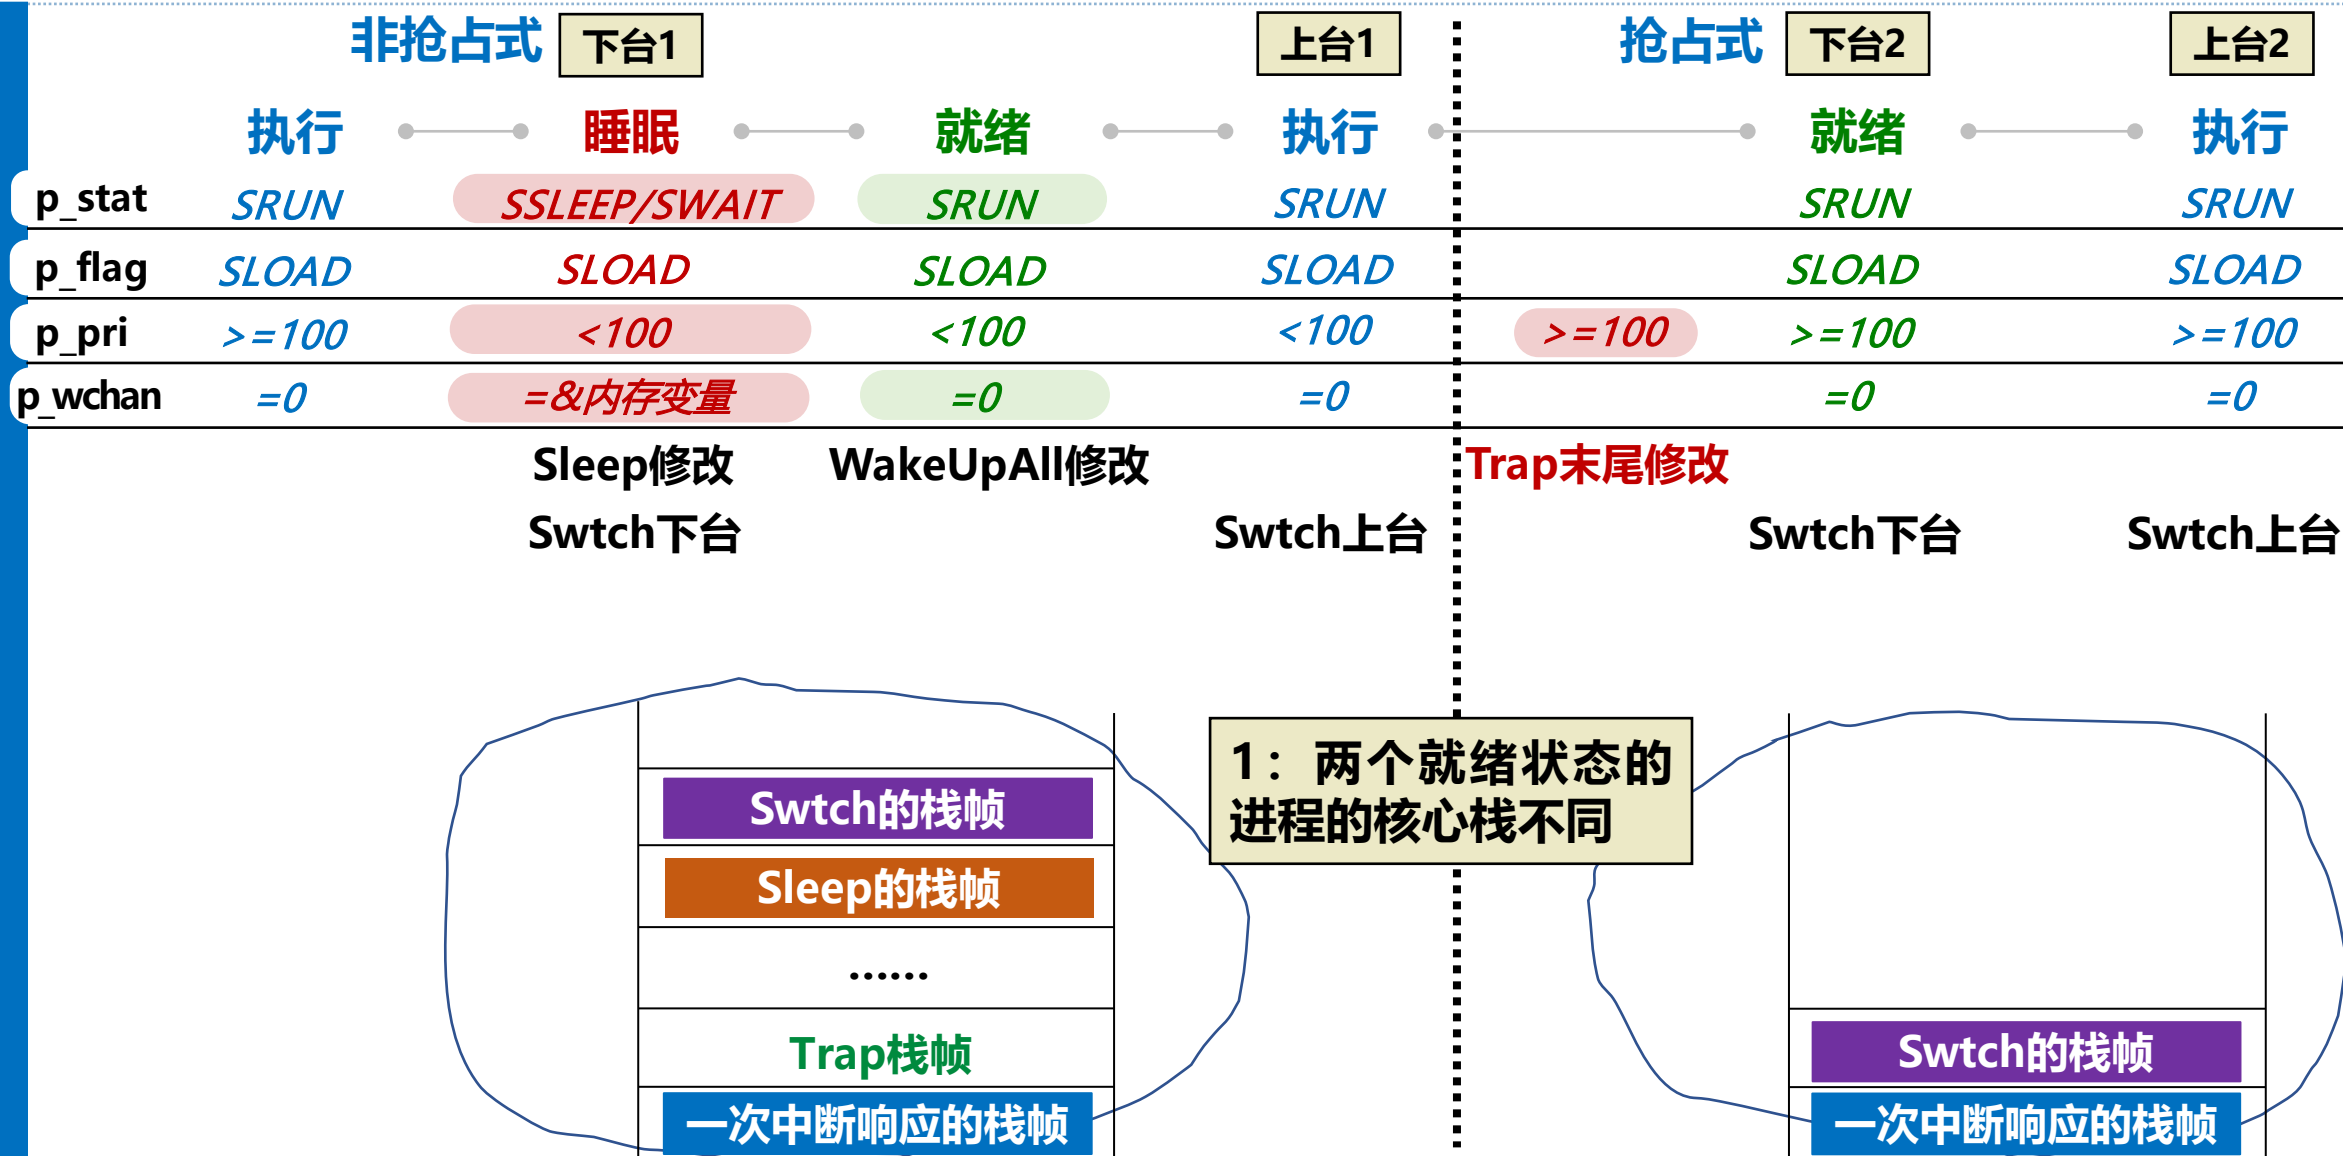 非抢占式 下台1 上台1 抢占式 下台2 上台2
执行 睡眠 就绪 执行 就绪 执行
p_stat SRUN SSLEEP/SWAIT SRUN SRUN SRUN SRUN
p_flag SLOAD SLOAD SLOAD SLOAD SLOAD SLOAD
p_pri >=100 <100 <100 <100 >=100 >=100 >=100
p_wchan =0 =&内存变量 =0 =0 =0 =0
Sleep修改 WakeUpAll修改 Trap末尾修改
Swtch下台 Swtch上台 Swtch下台 Swtch上台
1：两个就绪状态的
进程的核心栈不同
Swtch的栈帧
Sleep的栈帧
......
Trap栈帧
一次中断响应的栈帧
Swtch的栈帧
一次中断响应的栈帧